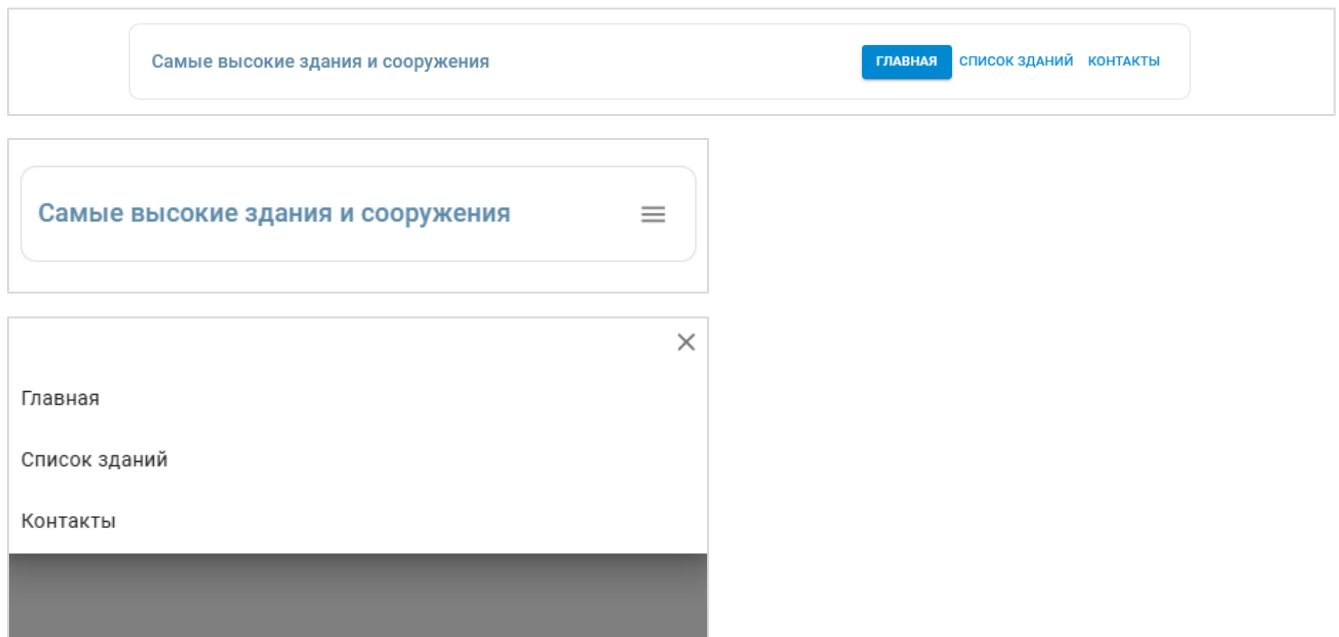 Самые высокие здания и сооружения
ГЛАВНАЯ СПИСОК ЗДАНИЙ КОНТАКТЫ
Самые высокие здания и сооружения
Главная
Список зданий
Контакты